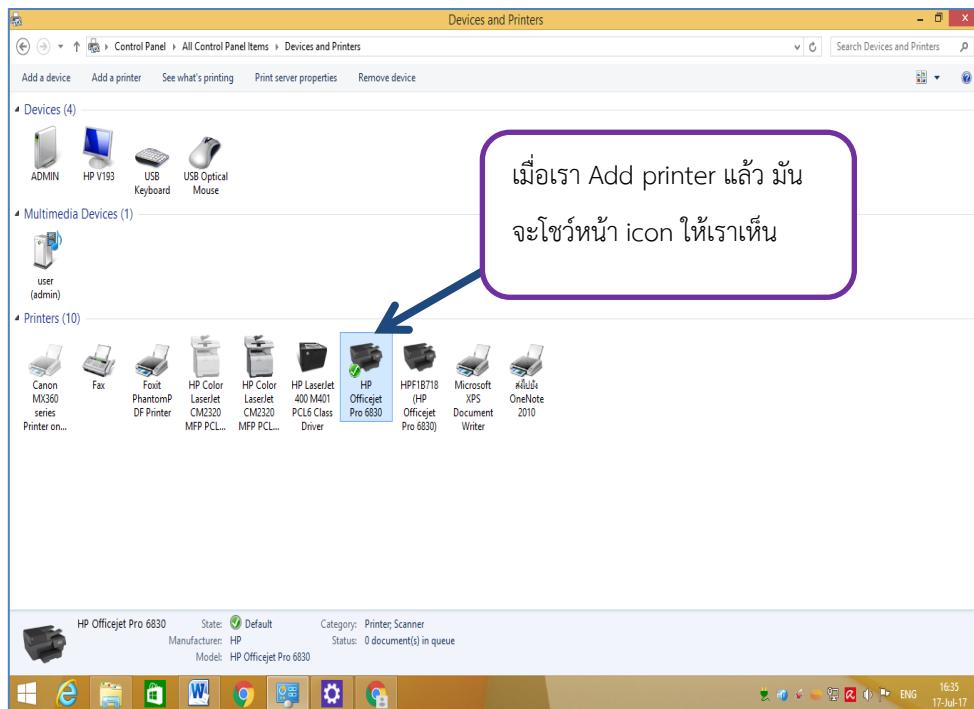 Devices and Printers
Control Panel ▸ All Control Panel Items ▸ Devices and Printers
Search Devices and Printers
Add a device Add a printer See what's printing Print server properties Remove device
Devices (4)
ADMIN
HP V193
USB
Keyboard
USB Optical
Mouse
เมื่อเรา Add printer แล้ว มัน
จะโชว์หน้า icon ให้เราเห็น
Multimedia Devices (1)
user
(admin)
Printers (10)
Canon
MX360
series
Printer on...
Fax
Foxit
PhantomP
DF Printer
HP Color
LaserJet
CM2320
MFP PCL...
HP Color
LaserJet
CM2320
MFP PCL...
HP LaserJet
400 M401
PCL6 Class
Driver
HP
Officejet
Pro 6830
HPF1B718
(HP
Officejet
Pro 6830)
Microsoft
XPS
Document
Writer
OneNote
2010
HP Officejet Pro 6830 State: Default Category: Printer; Scanner
Manufacturer: HP Status: 0 document(s) in queue
Model: HP Officejet Pro 6830
ENG
16:35
17-Jul-17